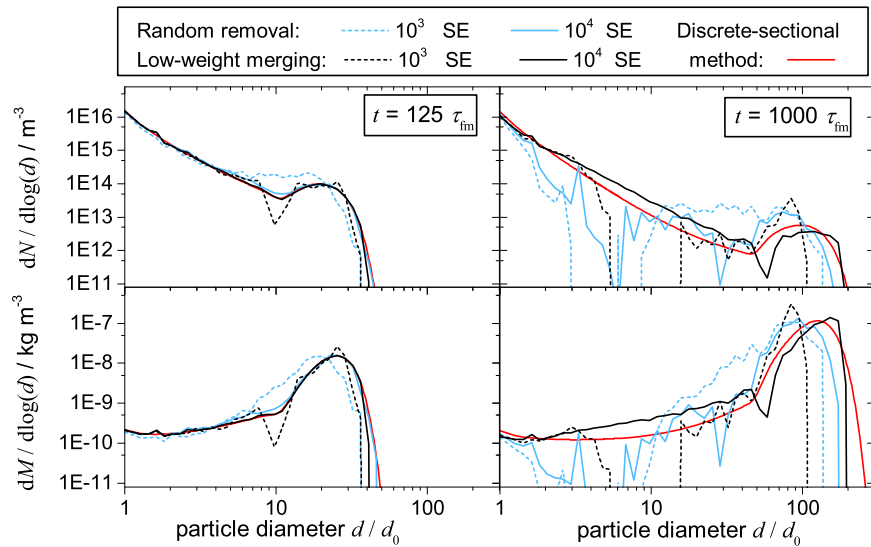 Random removal: 10³ SE 10⁴ SE Discrete-sectional
Low-weight merging: 10³ SE 10⁴ SE method:
t = 125 τfm
t = 1000 τfm
dN / dlog(d) / m⁻³
1E16
1E15
1E14
1E13
1E12
1E11
dM / dlog(d) / kg m⁻³
1E-7
1E-8
1E-9
1E-10
1E-11
1 10 100
1 10 100
particle diameter d / d₀
particle diameter d / d₀